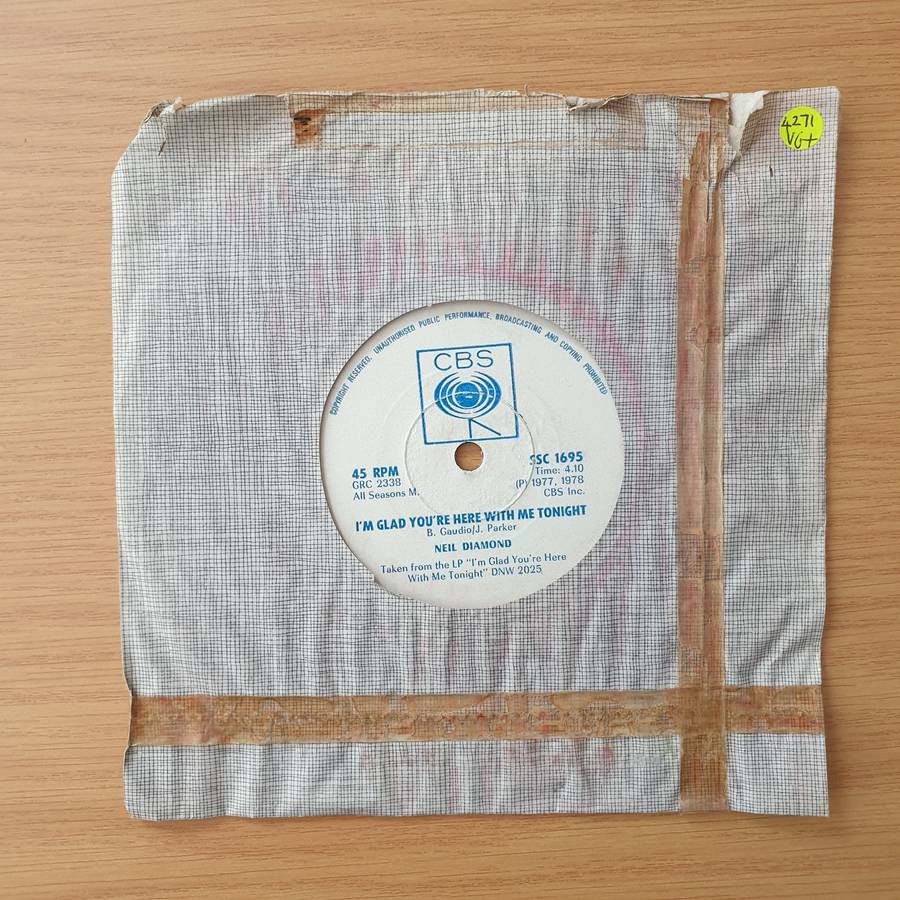 4271
VG+
COPYRIGHT RESERVED, UNAUTHORISED PUBLIC PERFORMANCE, BROADCASTING AND COPYING PROHIBITED
CBS
45 RPM
GRC 2338
All Seasons M.
SSC 1695
Time: 4.10
(P) 1977, 1978
CBS Inc.
I'M GLAD YOU'RE HERE WITH ME TONIGHT
B. Gaudio/J. Parker
NEIL DIAMOND
Taken from the LP "I'm Glad You're Here
With Me Tonight" DNW 2025